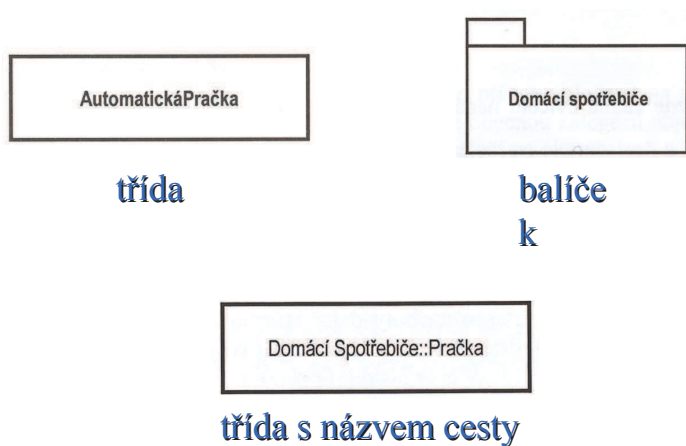 AutomatickáPračka
Domácí spotřebiče
třída
balíče
k
Domácí Spotřebiče::Pračka
třída s názvem cesty